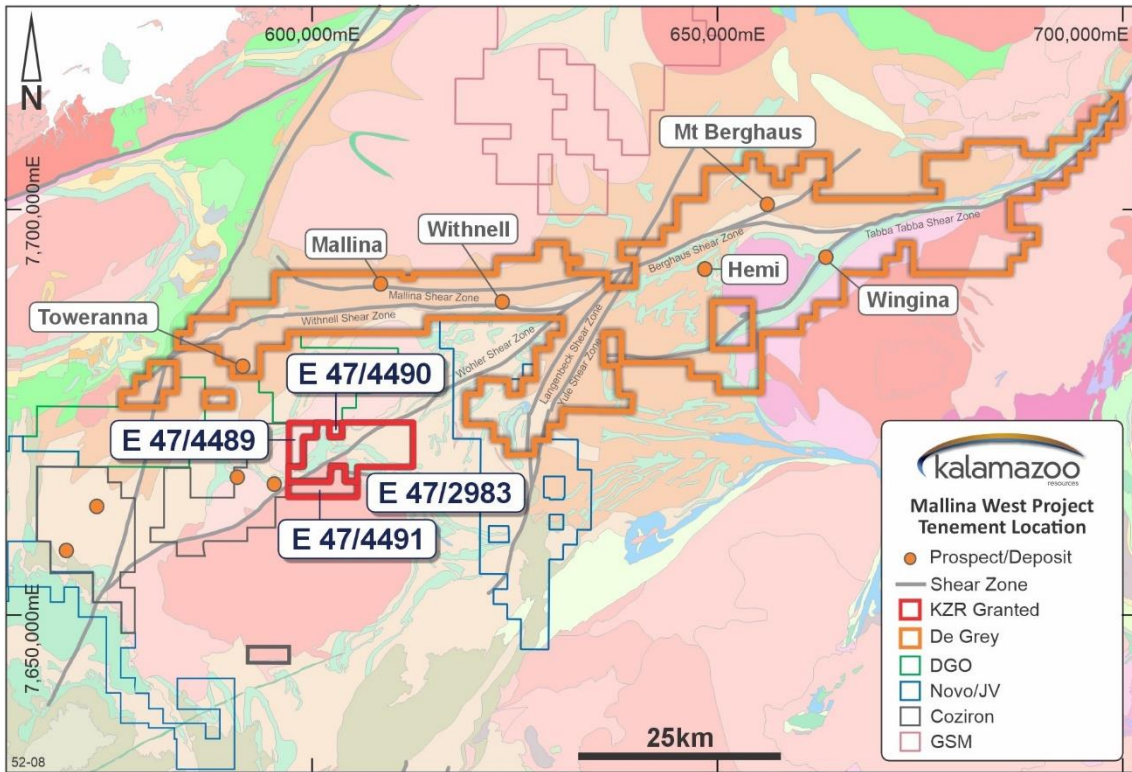 600,000mE
650,000mE
700,000mE
N
Mt Berghaus
7,700,000mN
Withnell
Mallina
Tabba Tabba Shear Zone
Berghaus Shear Zone
Hemi
Wingina
Mallina Shear Zone
Toweranna
Withnell Shear Zone
Wohler Shear Zone
Langenbeck Shear Zone
Yule Shear Zone
E 47/4490
E 47/4489
E 47/2983
E 47/4491
7,650,000mE
25km
52-08
kalamazoo
resources
Mallina West Project
Tenement Location
Prospect/Deposit
Shear Zone
KZR Granted
De Grey
DGO
Novo/JV
Coziron
GSM